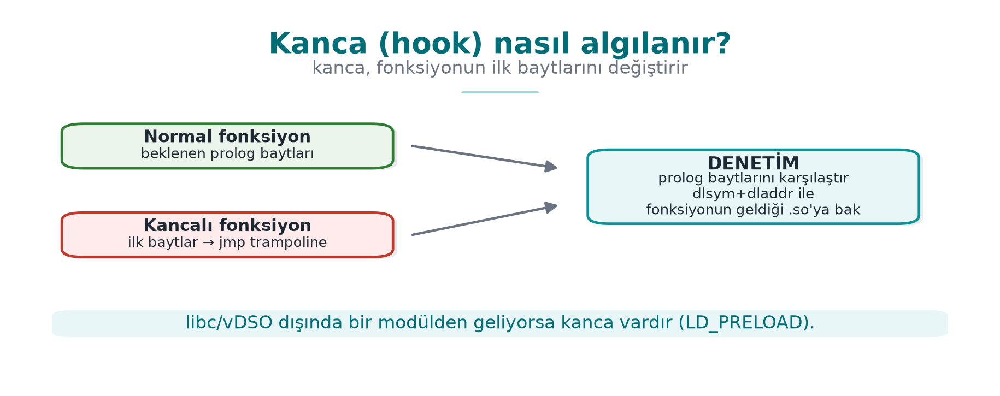 Kanca (hook) nasıl algılanır?
kanca, fonksiyonun ilk baytlarını değiştirir
Normal fonksiyon
beklenen prolog baytları
Kancalı fonksiyon
ilk baytlar → jmp trampoline
DENETİM
prolog baytlarını karşılaştır
dlsym+dladdr ile
fonksiyonun geldiği .so'ya bak
libc/vDSO dışında bir modülden geliyorsa kanca vardır (LD_PRELOAD).